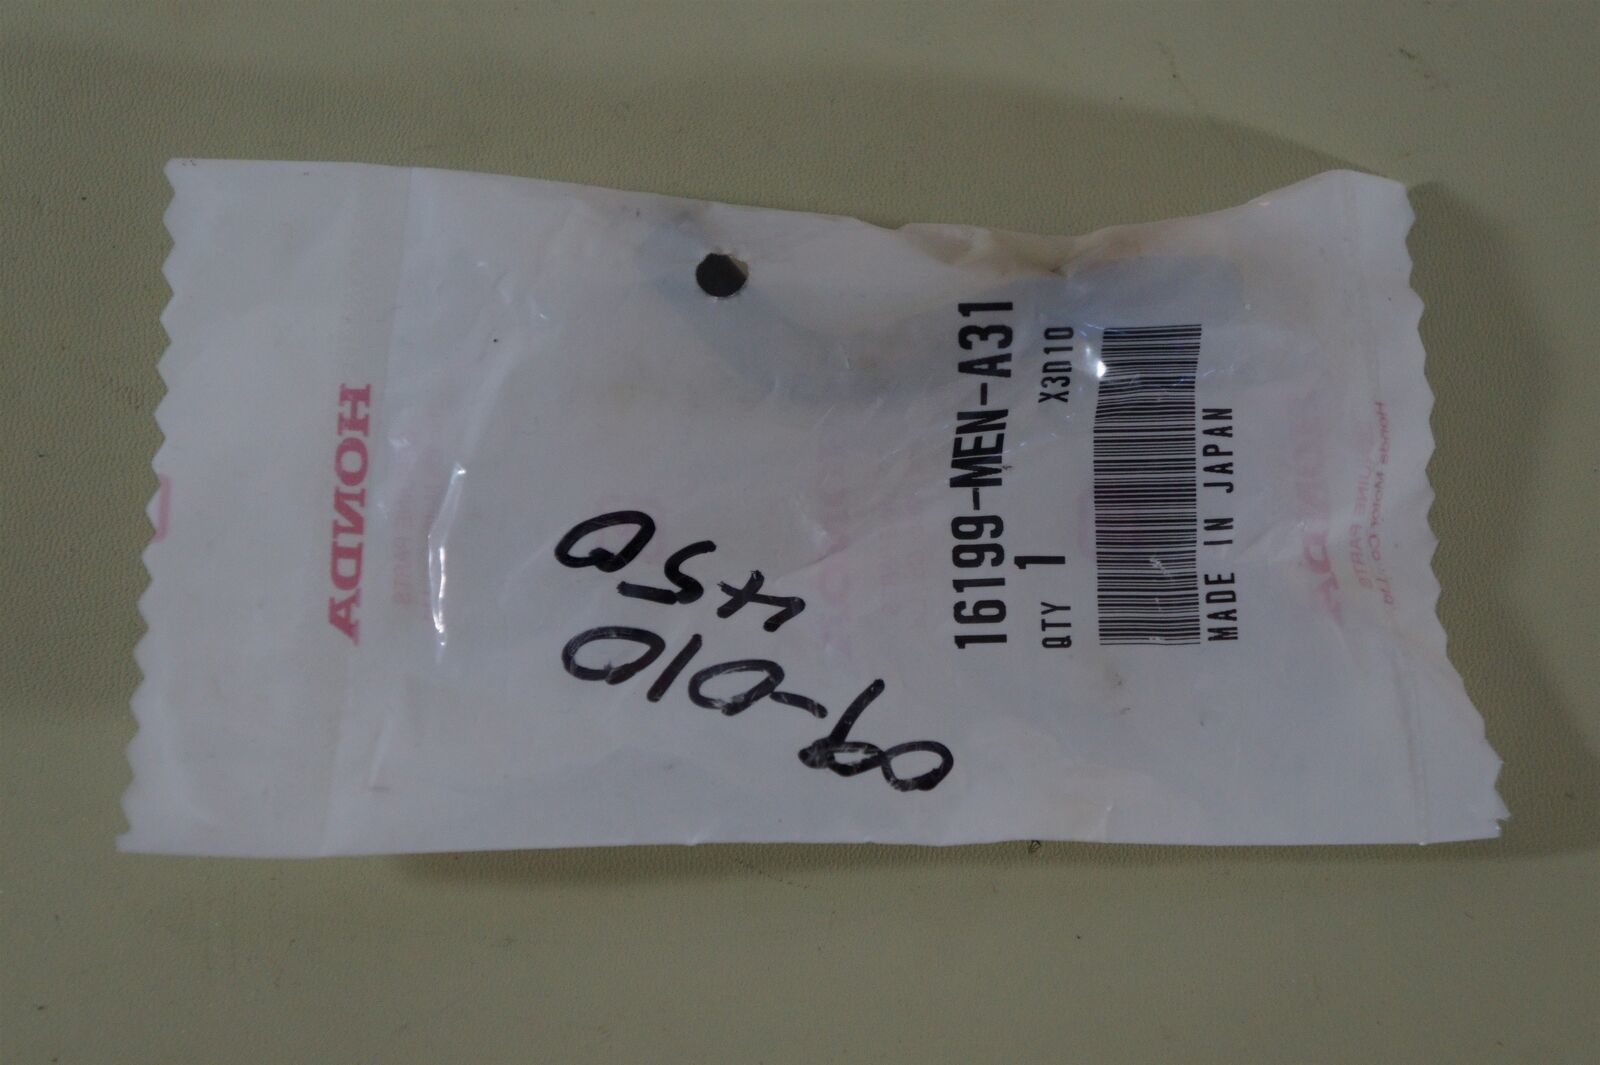 HONDA
16199-MEN-A31
QTY 1
X3D10
MADE IN JAPAN
09-010
450